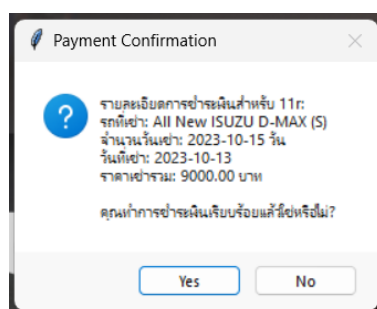 Payment Confirmation
รายละเอียดการชำระเงินสำหรับ 11r:
รถที่เช่า: All New ISUZU D-MAX (S)
จำนวนวันเช่า: 2023-10-15 วัน
วันที่เช่า: 2023-10-13
ราคาเช่ารวม: 9000.00 บาท
คุณทำการชำระเงินเรียบร้อยแล้วใช่หรือไม่?
Yes
No